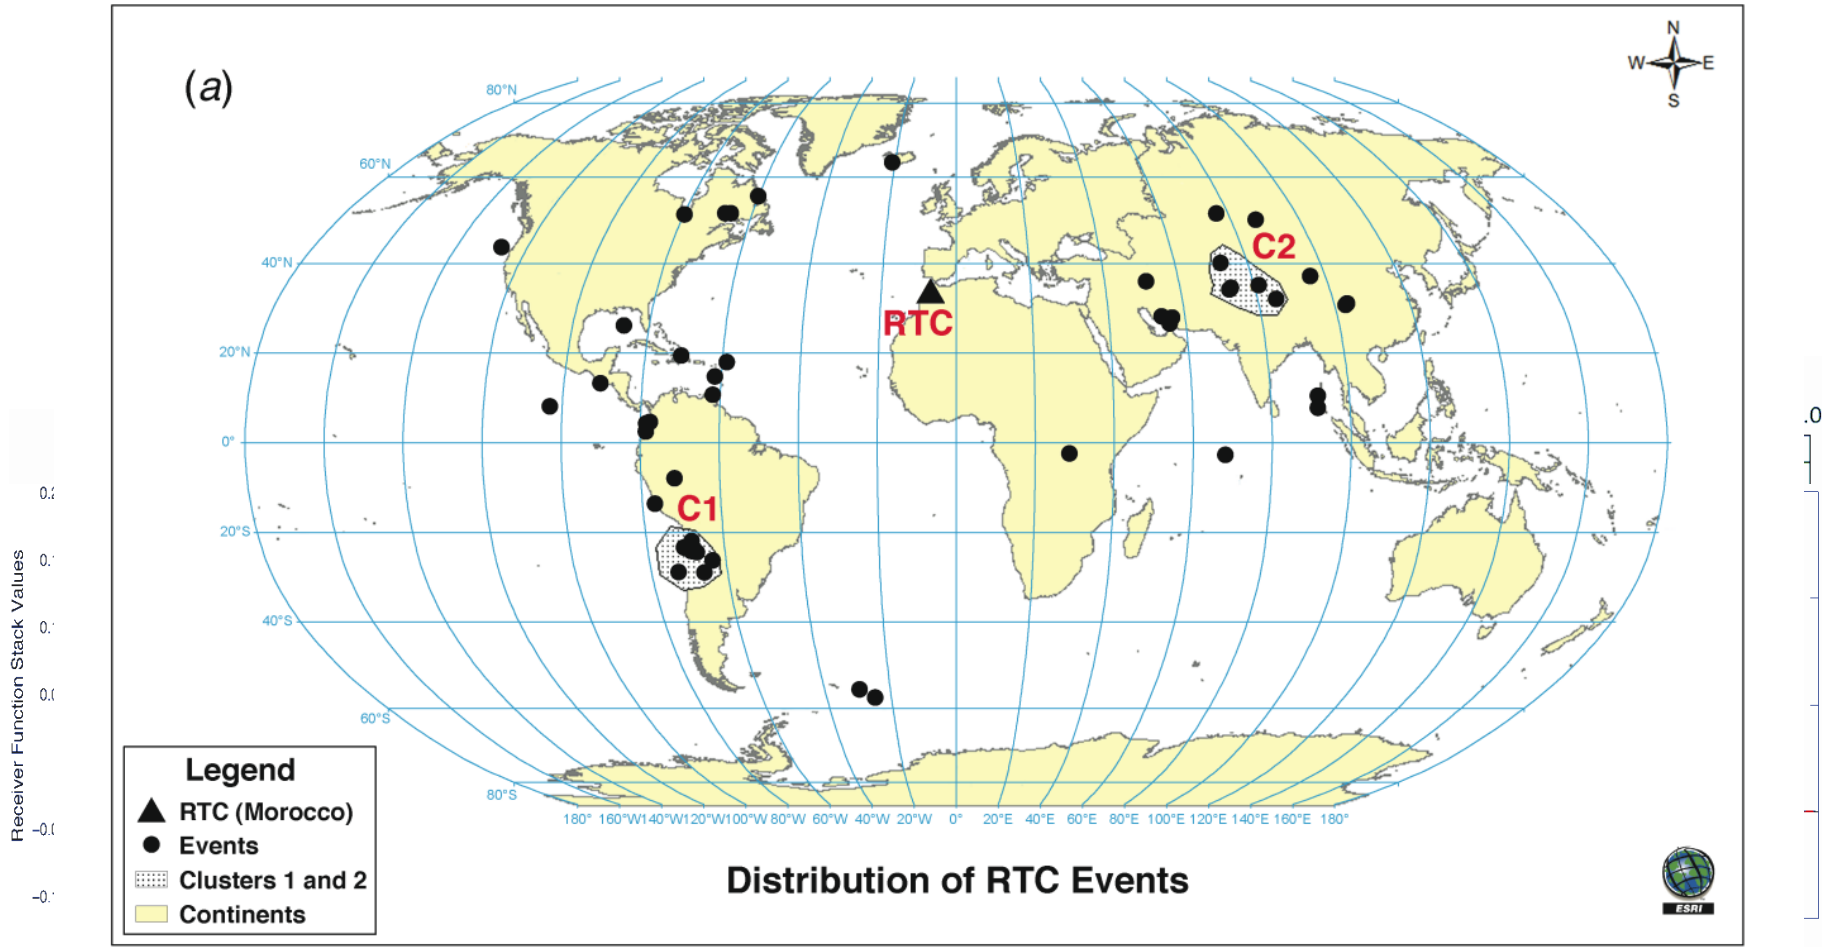 (a)
N
W E
S
80°N
60°N
40°N
20°N
0°
20°S
40°S
60°S
80°S
C2
RTC
C1
180° 160°W 140°W 120°W 100°W 80°W 60°W 40°W 20°W 0° 20°E 40°E 60°E 80°E 100°E 120°E 140°E 160°E 180°
Distribution of RTC Events
Legend
RTC (Morocco)
Events
Clusters 1 and 2
Continents
ESRI
Receiver Function Stack Values
.0